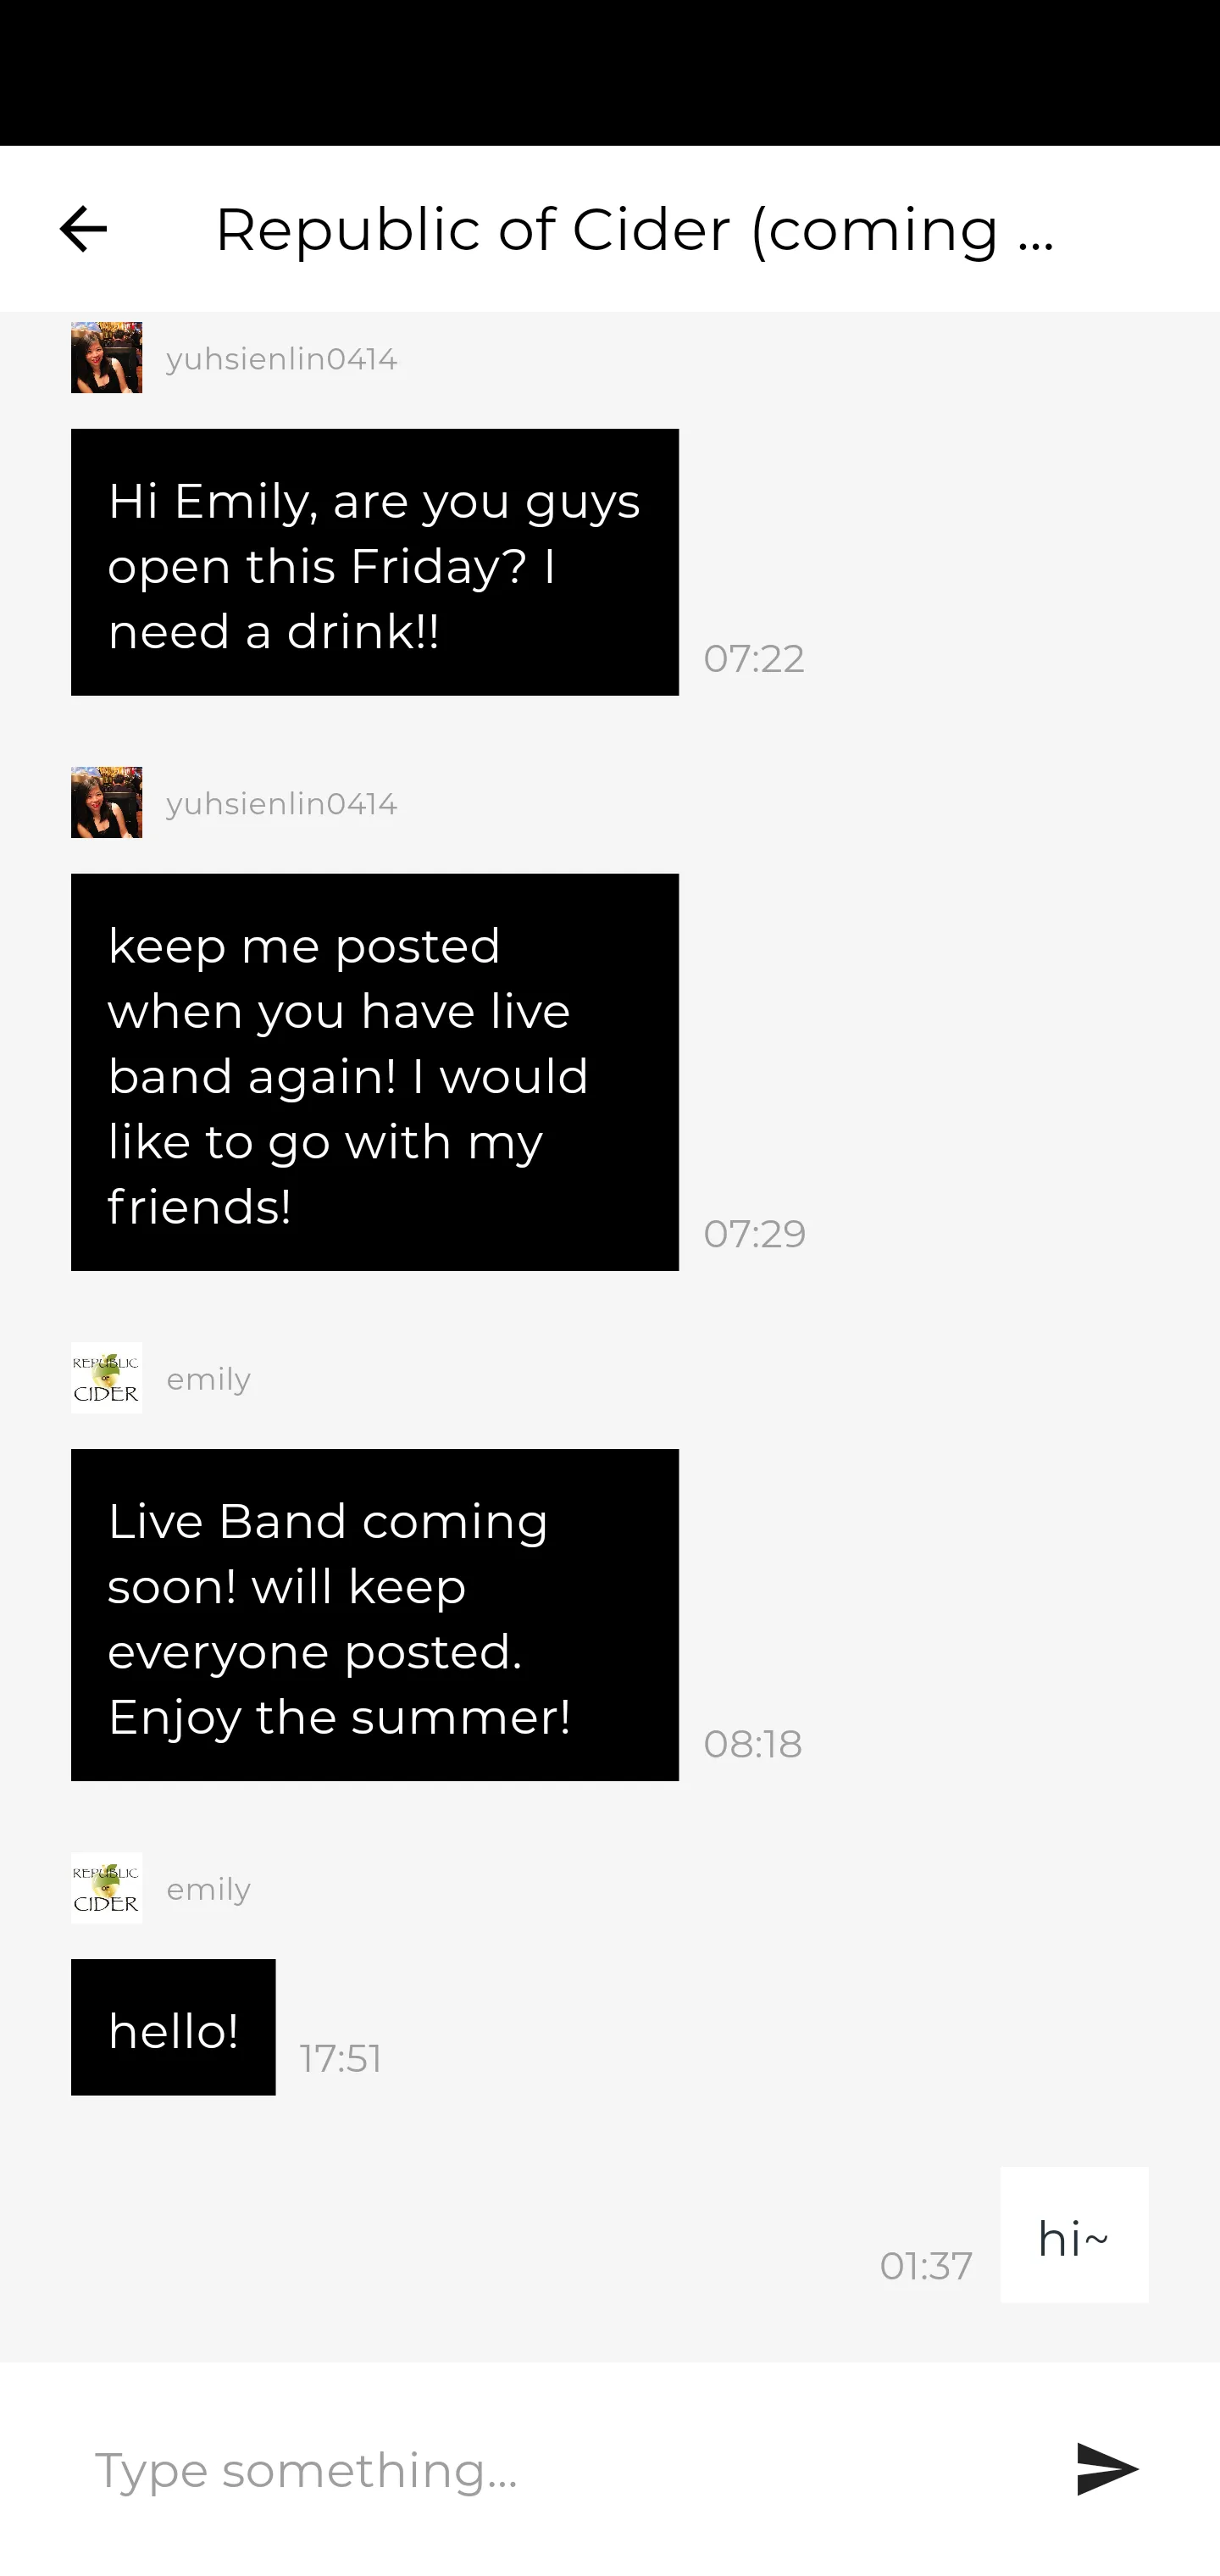 Republic of Cider (coming ...
yuhsienlin0414
Hi Emily, are you guys
open this Friday? I
need a drink!!
07:22
yuhsienlin0414
keep me posted
when you have live
band again! I would
like to go with my
friends!
07:29
REPUBLIC
OF
CIDER
emily
Live Band coming
soon! will keep
everyone posted.
Enjoy the summer!
08:18
REPUBLIC
OF
CIDER
emily
hello!
17:51
hi~
01:37
Type something...